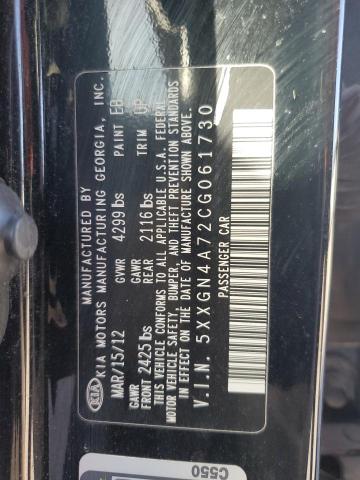 KIA
MANUFACTURED BY
KIA MOTORS MANUFACTURING GEORGIA, INC.
MAR/15/12 GVWR 4299 lbs PAINT EB
GAWR FRONT 2425 lbs GAWR REAR 2116 lbs TRIM UP
THIS VEHICLE CONFORMS TO ALL APPLICABLE U.S.A. FEDERAL
MOTOR VEHICLE SAFETY, BUMPER, AND THEFT PREVENTION STANDARDS
IN EFFECT ON THE DATE OF MANUFACTURE SHOWN ABOVE.
V.I.N. 5XXGN4A72CG061730
PASSENGER CAR
C550